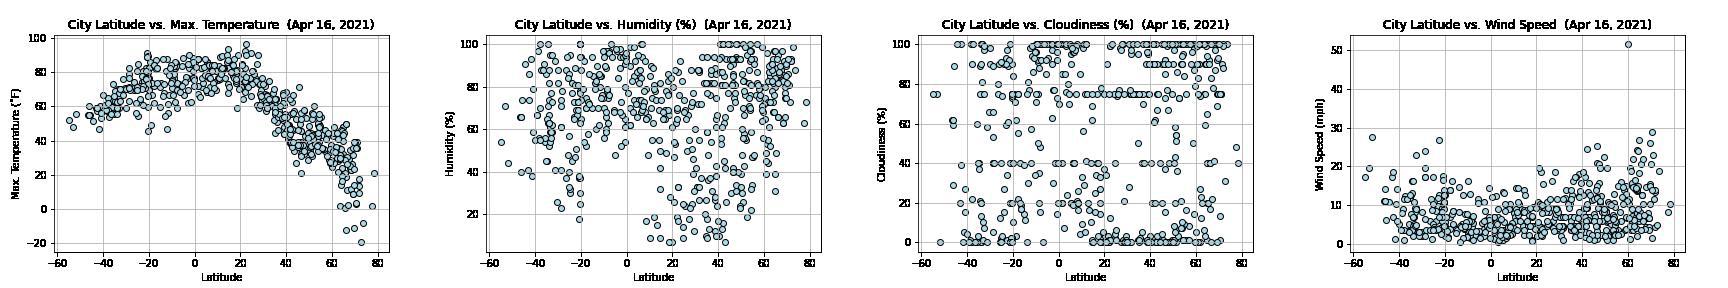 City Latitude vs. Max. Temperature (Apr 16, 2021)
100
80
60
40
20
0
−20
−60 −40 −20 0 20 40 60 80
Max. Temperature (°F)
Latitude
City Latitude vs. Humidity (%) (Apr 16, 2021)
100
80
60
40
20
−60 −40 −20 0 20 40 60 80
Humidity (%)
Latitude
City Latitude vs. Cloudiness (%) (Apr 16, 2021)
100
80
60
40
20
0
−60 −40 −20 0 20 40 60 80
Cloudiness (%)
Latitude
City Latitude vs. Wind Speed (Apr 16, 2021)
50
40
30
20
10
0
−60 −40 −20 0 20 40 60 80
Wind Speed (mph)
Latitude